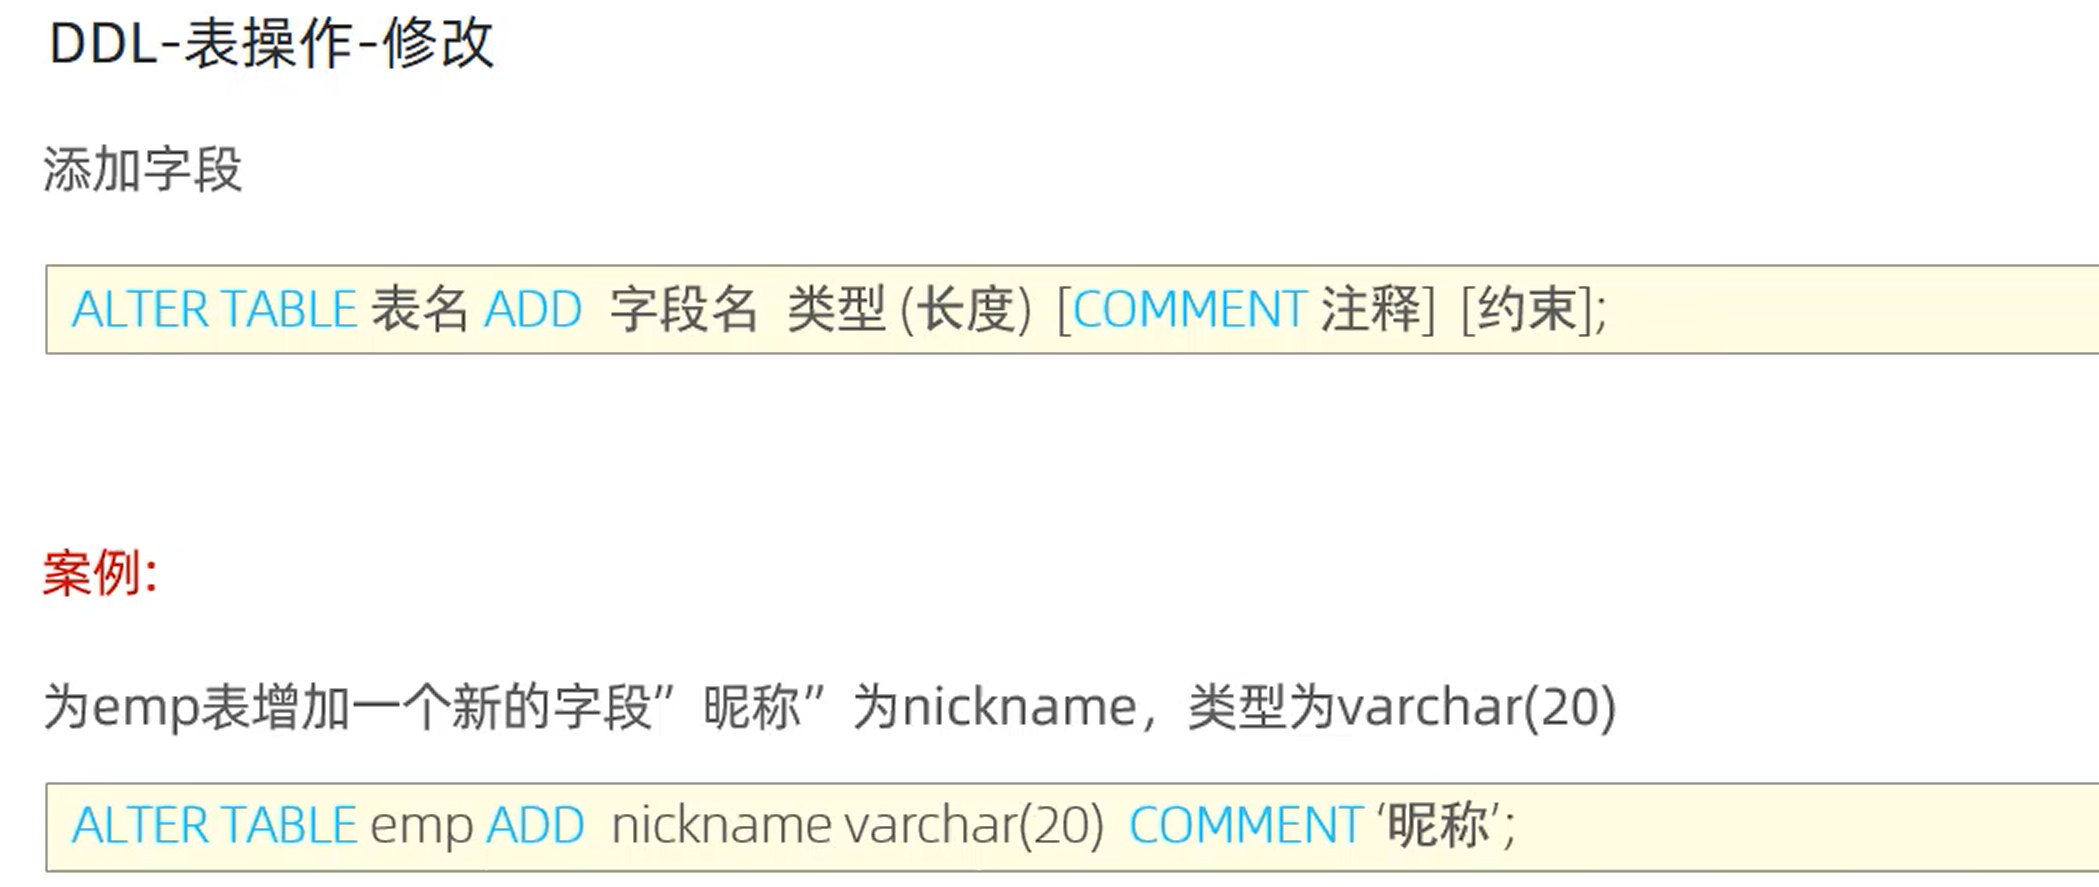 DDL-表操作-修改
添加字段
ALTER TABLE 表名 ADD 字段名 类型 (长度) [COMMENT 注释] [约束];
案例:
为emp表增加一个新的字段”昵称”为nickname，类型为varchar(20)
ALTER TABLE emp ADD nickname varchar(20) COMMENT ‘昵称’;